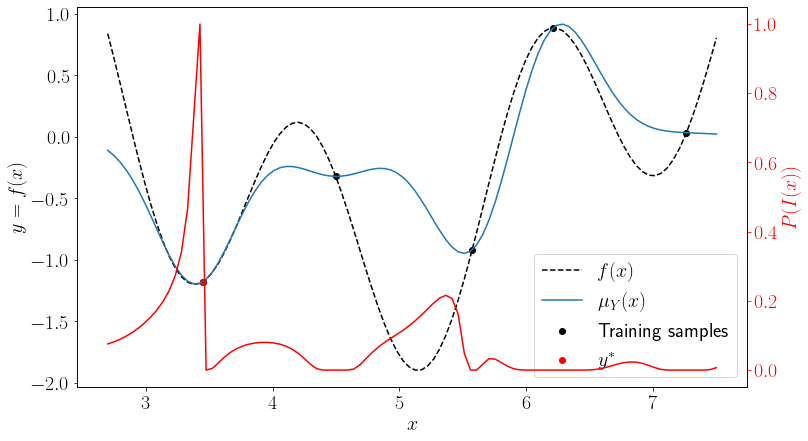 1.0
0.5
0.0
−0.5
−1.0
−1.5
−2.0
y = f(x)
3
4
5
6
7
x
1.0
0.8
0.6
0.4
0.2
0.0
P(I(x))
f(x)
μ_Y(x)
Training samples
y*